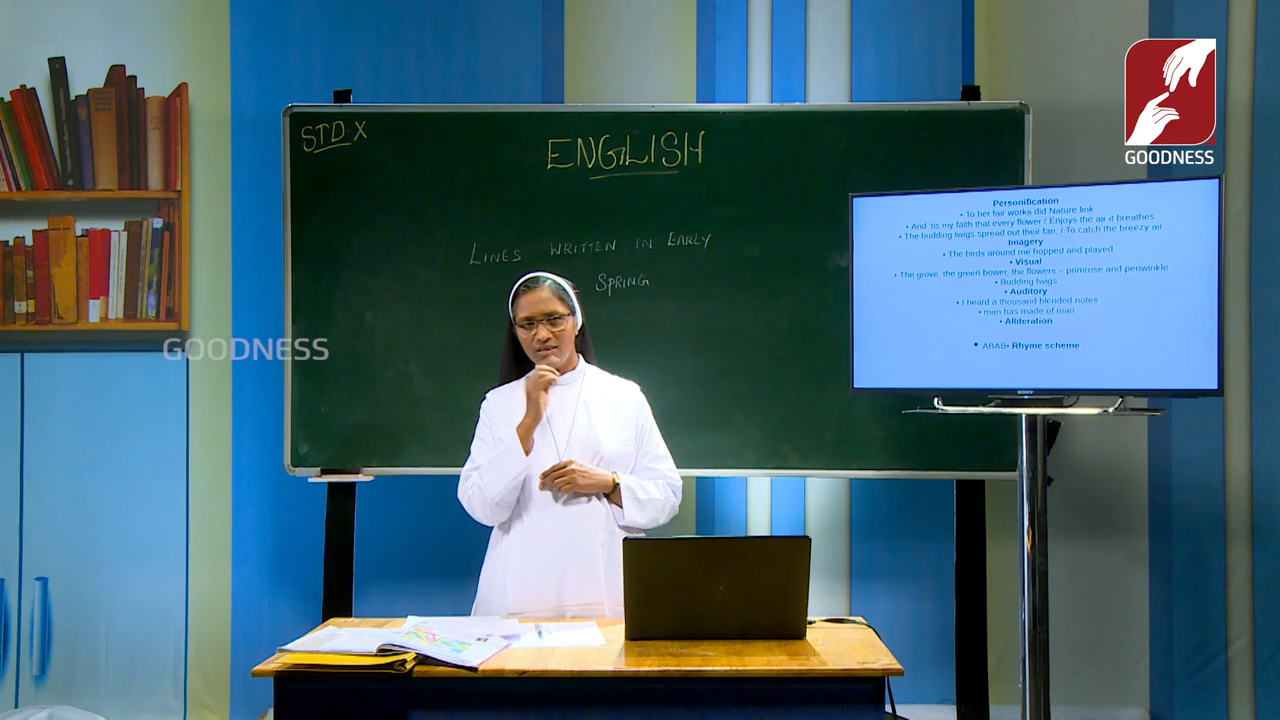 STD X
ENGLISH
LINES WRITTEN IN EARLY
SPRING
GOODNESS
GOODNESS
Personification
• To her fair works did Nature link
• And 'tis my faith that every flower / Enjoys the air it breathes
• The budding twigs spread out their fan, / To catch the breezy air
Imagery
• The birds around me hopped and played
• Visual
• The grove, the green bower, the flowers – primrose and periwinkle
• Budding twigs
• Auditory
• I heard a thousand blended notes
• man has made of man
• Alliteration
• ABAB• Rhyme scheme
SONY